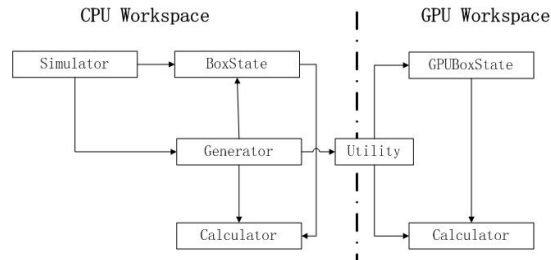 CPU Workspace
GPU Workspace
Simulator
BoxState
GPUBoxState
Generator
Utility
Calculator
Calculator